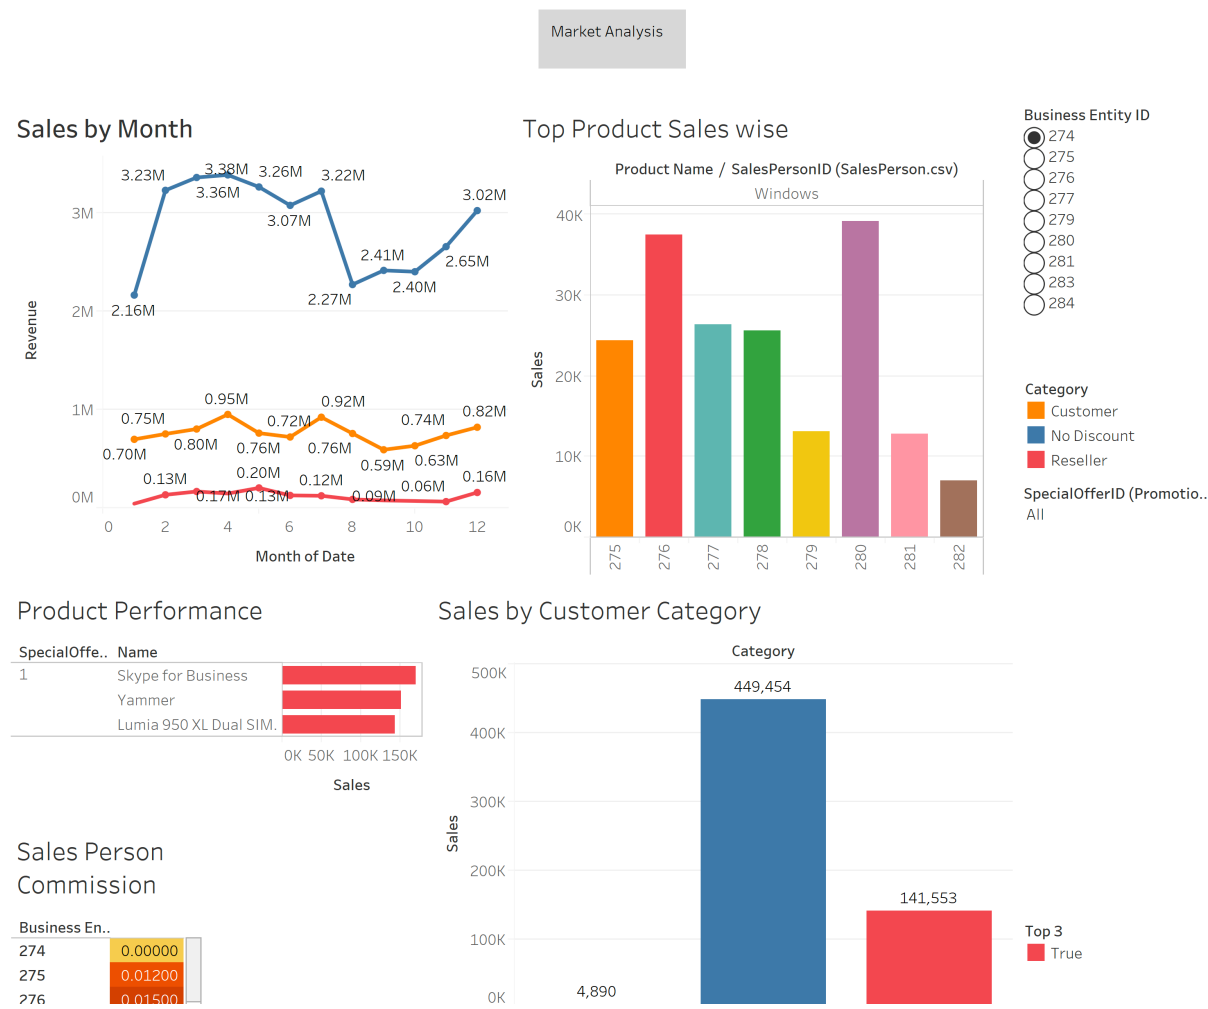 Market Analysis
Sales by Month
3.23M
3.38M
3.26M
3.22M
3.36M
3.07M
3.02M
2.41M
2.65M
2.40M
2.27M
2.16M
3M
2M
1M
0M
Revenue
0.95M
0.92M
0.75M
0.72M
0.74M
0.82M
0.80M
0.76M
0.76M
0.70M
0.59M
0.63M
0.20M
0.13M
0.12M
0.16M
0.17M
0.13M
0.09M
0.06M
0 2 4 6 8 10 12
Month of Date
Top Product Sales wise
Product Name / SalesPersonID (SalesPerson.csv)
Windows
40K
30K
20K
10K
0K
Sales
275 276 277 278 279 280 281 282
Business Entity ID
274
275
276
277
279
280
281
283
284
Category
Customer
No Discount
Reseller
SpecialOfferID (Promotio..
All
Product Performance
SpecialOffe.. Name
1 Skype for Business
Yammer
Lumia 950 XL Dual SIM.
0K 50K 100K 150K
Sales
Sales Person
Commission
Business En..
274 0.00000
275 0.01200
276 0.01500
Sales by Customer Category
Category
500K
400K
300K
200K
100K
0K
Sales
449,454
141,553
4,890
Top 3
True